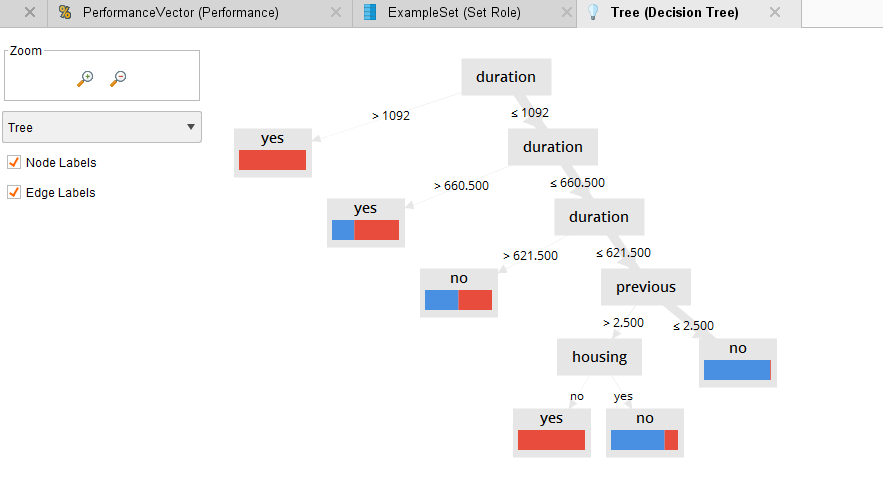 PerformanceVector (Performance)
ExampleSet (Set Role)
Tree (Decision Tree)
Zoom
Tree
Node Labels
Edge Labels
duration
> 1092
≤ 1092
yes
duration
> 660.500
≤ 660.500
yes
duration
> 621.500
≤ 621.500
no
previous
> 2.500
≤ 2.500
housing
no
no
yes
yes
no